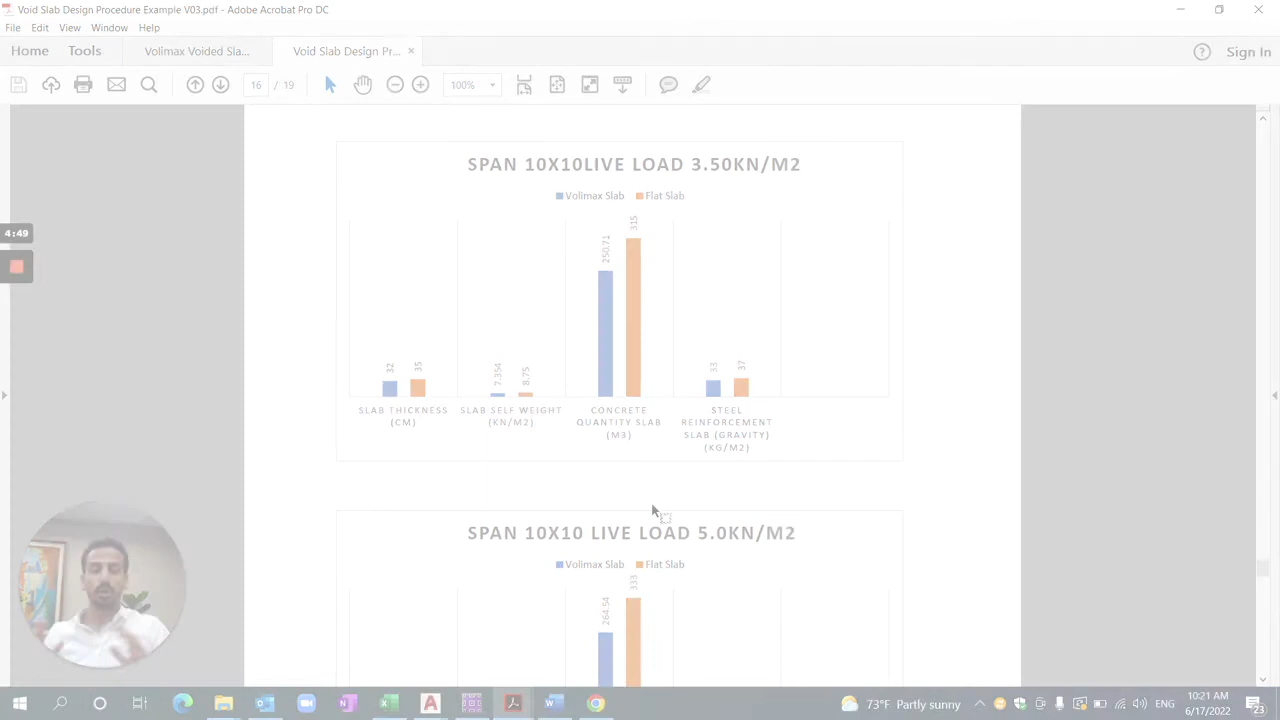 Void Slab Design Procedure Example V03.pdf - Adobe Acrobat Pro DC
File Edit View Window Help
Home Tools Volimax Voided Sla... Void Slab Design Pr... × Sign In
16 / 19 100%
SPAN 10X10LIVE LOAD 3.50KN/M2
Volimax Slab Flat Slab
4:49
32 35 7.354 8.75 250.71 315 33 37
SLAB THICKNESS (CM)
SLAB SELF WEIGHT (KN/M2)
CONCRETE QUANTITY SLAB (M3)
STEEL REINFORCEMENT SLAB (GRAVITY) (KG/M2)
SPAN 10X10 LIVE LOAD 5.0KN/M2
Volimax Slab Flat Slab
264.54 333
73°F Partly sunny ENG 10:21 AM
6/17/2022 23